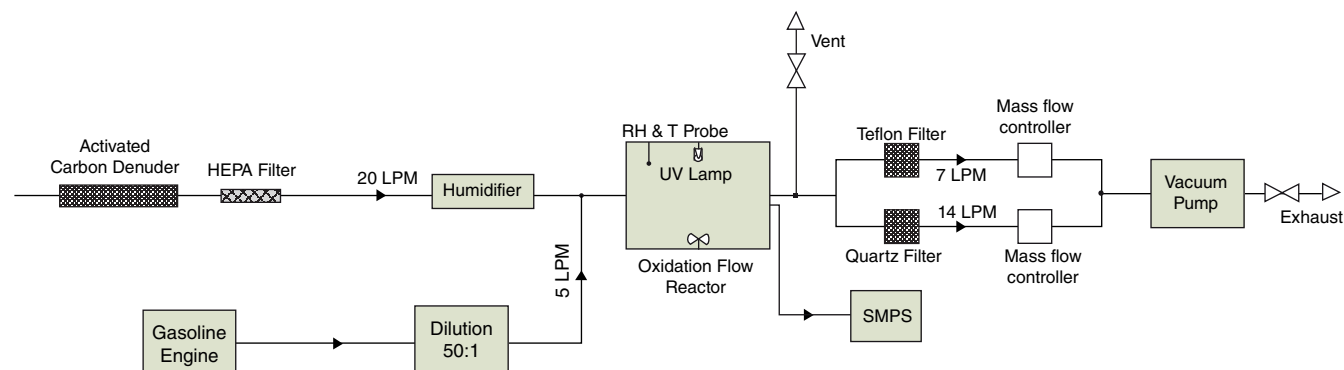 Vent
Mass flow
controller
RH & T Probe
Teflon Filter
Activated
Carbon Denuder
HEPA Filter
20 LPM
Humidifier
UV Lamp
7 LPM
Vacuum
Pump
14 LPM
Exhaust
Quartz Filter
Mass flow
controller
Oxidation Flow
Reactor
5 LPM
Gasoline
Engine
Dilution
50:1
SMPS